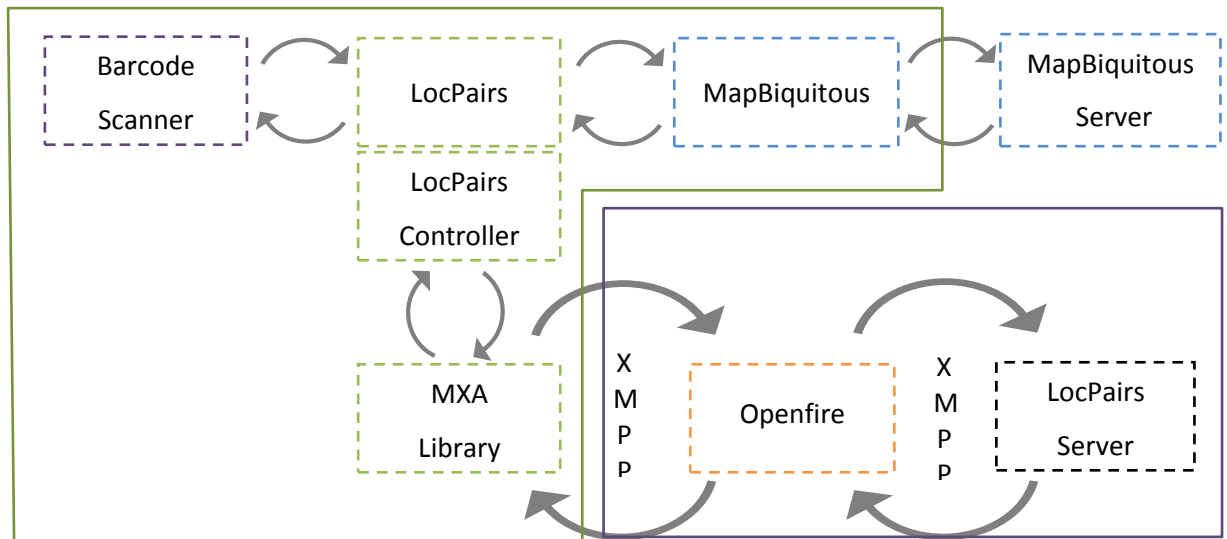 Barcode
Scanner
LocPairs
MapBiquitous
MapBiquitous
Server
LocPairs
Controller
MXA
Library
X
M
P
P
Openfire
X
M
P
P
LocPairs
Server